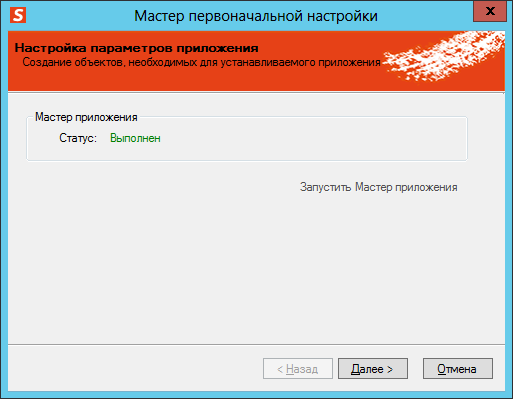 S
Мастер первоначальной настройки
x
Настройка параметров приложения
Создание объектов, необходимых для устанавливаемого приложения
Мастер приложения
Статус: Выполнен
Запустить Мастер приложения
< Назад Далее > Отмена